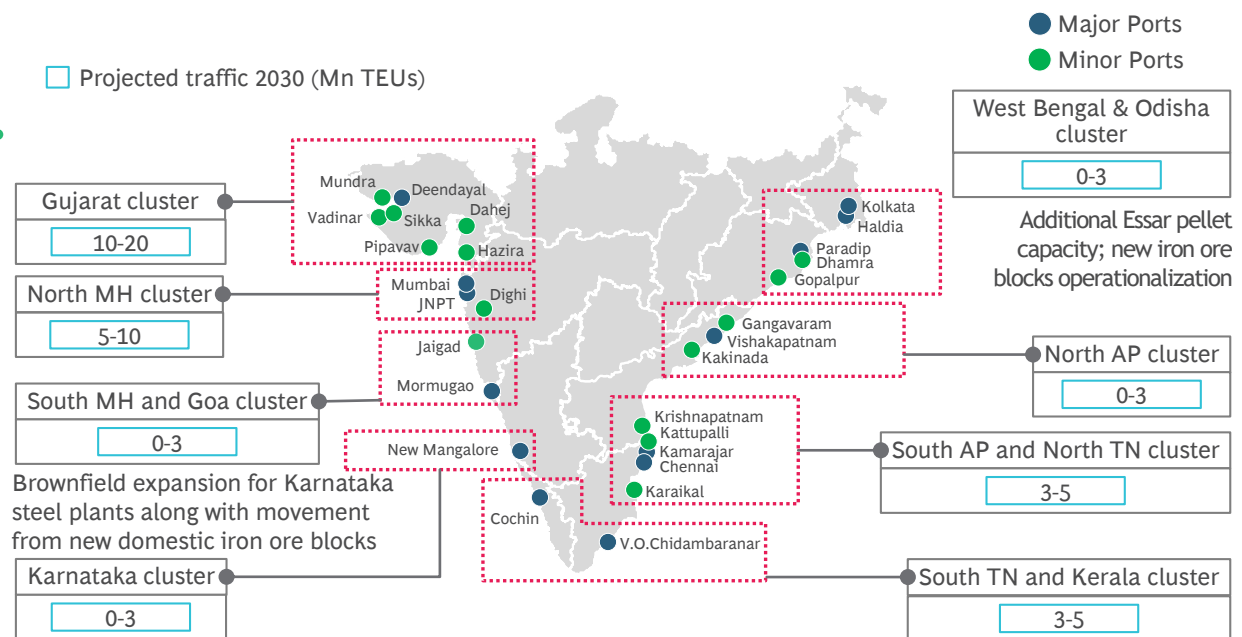 Major Ports
Minor Ports
Projected traffic 2030 (Mn TEUs)
West Bengal & Odisha
cluster
0-3
Additional Essar pellet
capacity; new iron ore
blocks operationalization
Gujarat cluster
10-20
North MH cluster
5-10
South MH and Goa cluster
0-3
Brownfield expansion for Karnataka
steel plants along with movement
from new domestic iron ore blocks
Karnataka cluster
0-3
Mundra
Deendayal
Vadinar
Sikka
Dahej
Pipavav
Hazira
Mumbai
JNPT
Dighi
Jaigad
Mormugao
New Mangalore
Cochin
Kolkata
Haldia
Paradip
Dhamra
Gopalpur
Gangavaram
Vishakapatnam
Kakinada
Krishnapatnam
Kattupalli
Kamarajar
Chennai
Karaikal
V.O.Chidambaranar
North AP cluster
0-3
South AP and North TN cluster
3-5
South TN and Kerala cluster
3-5